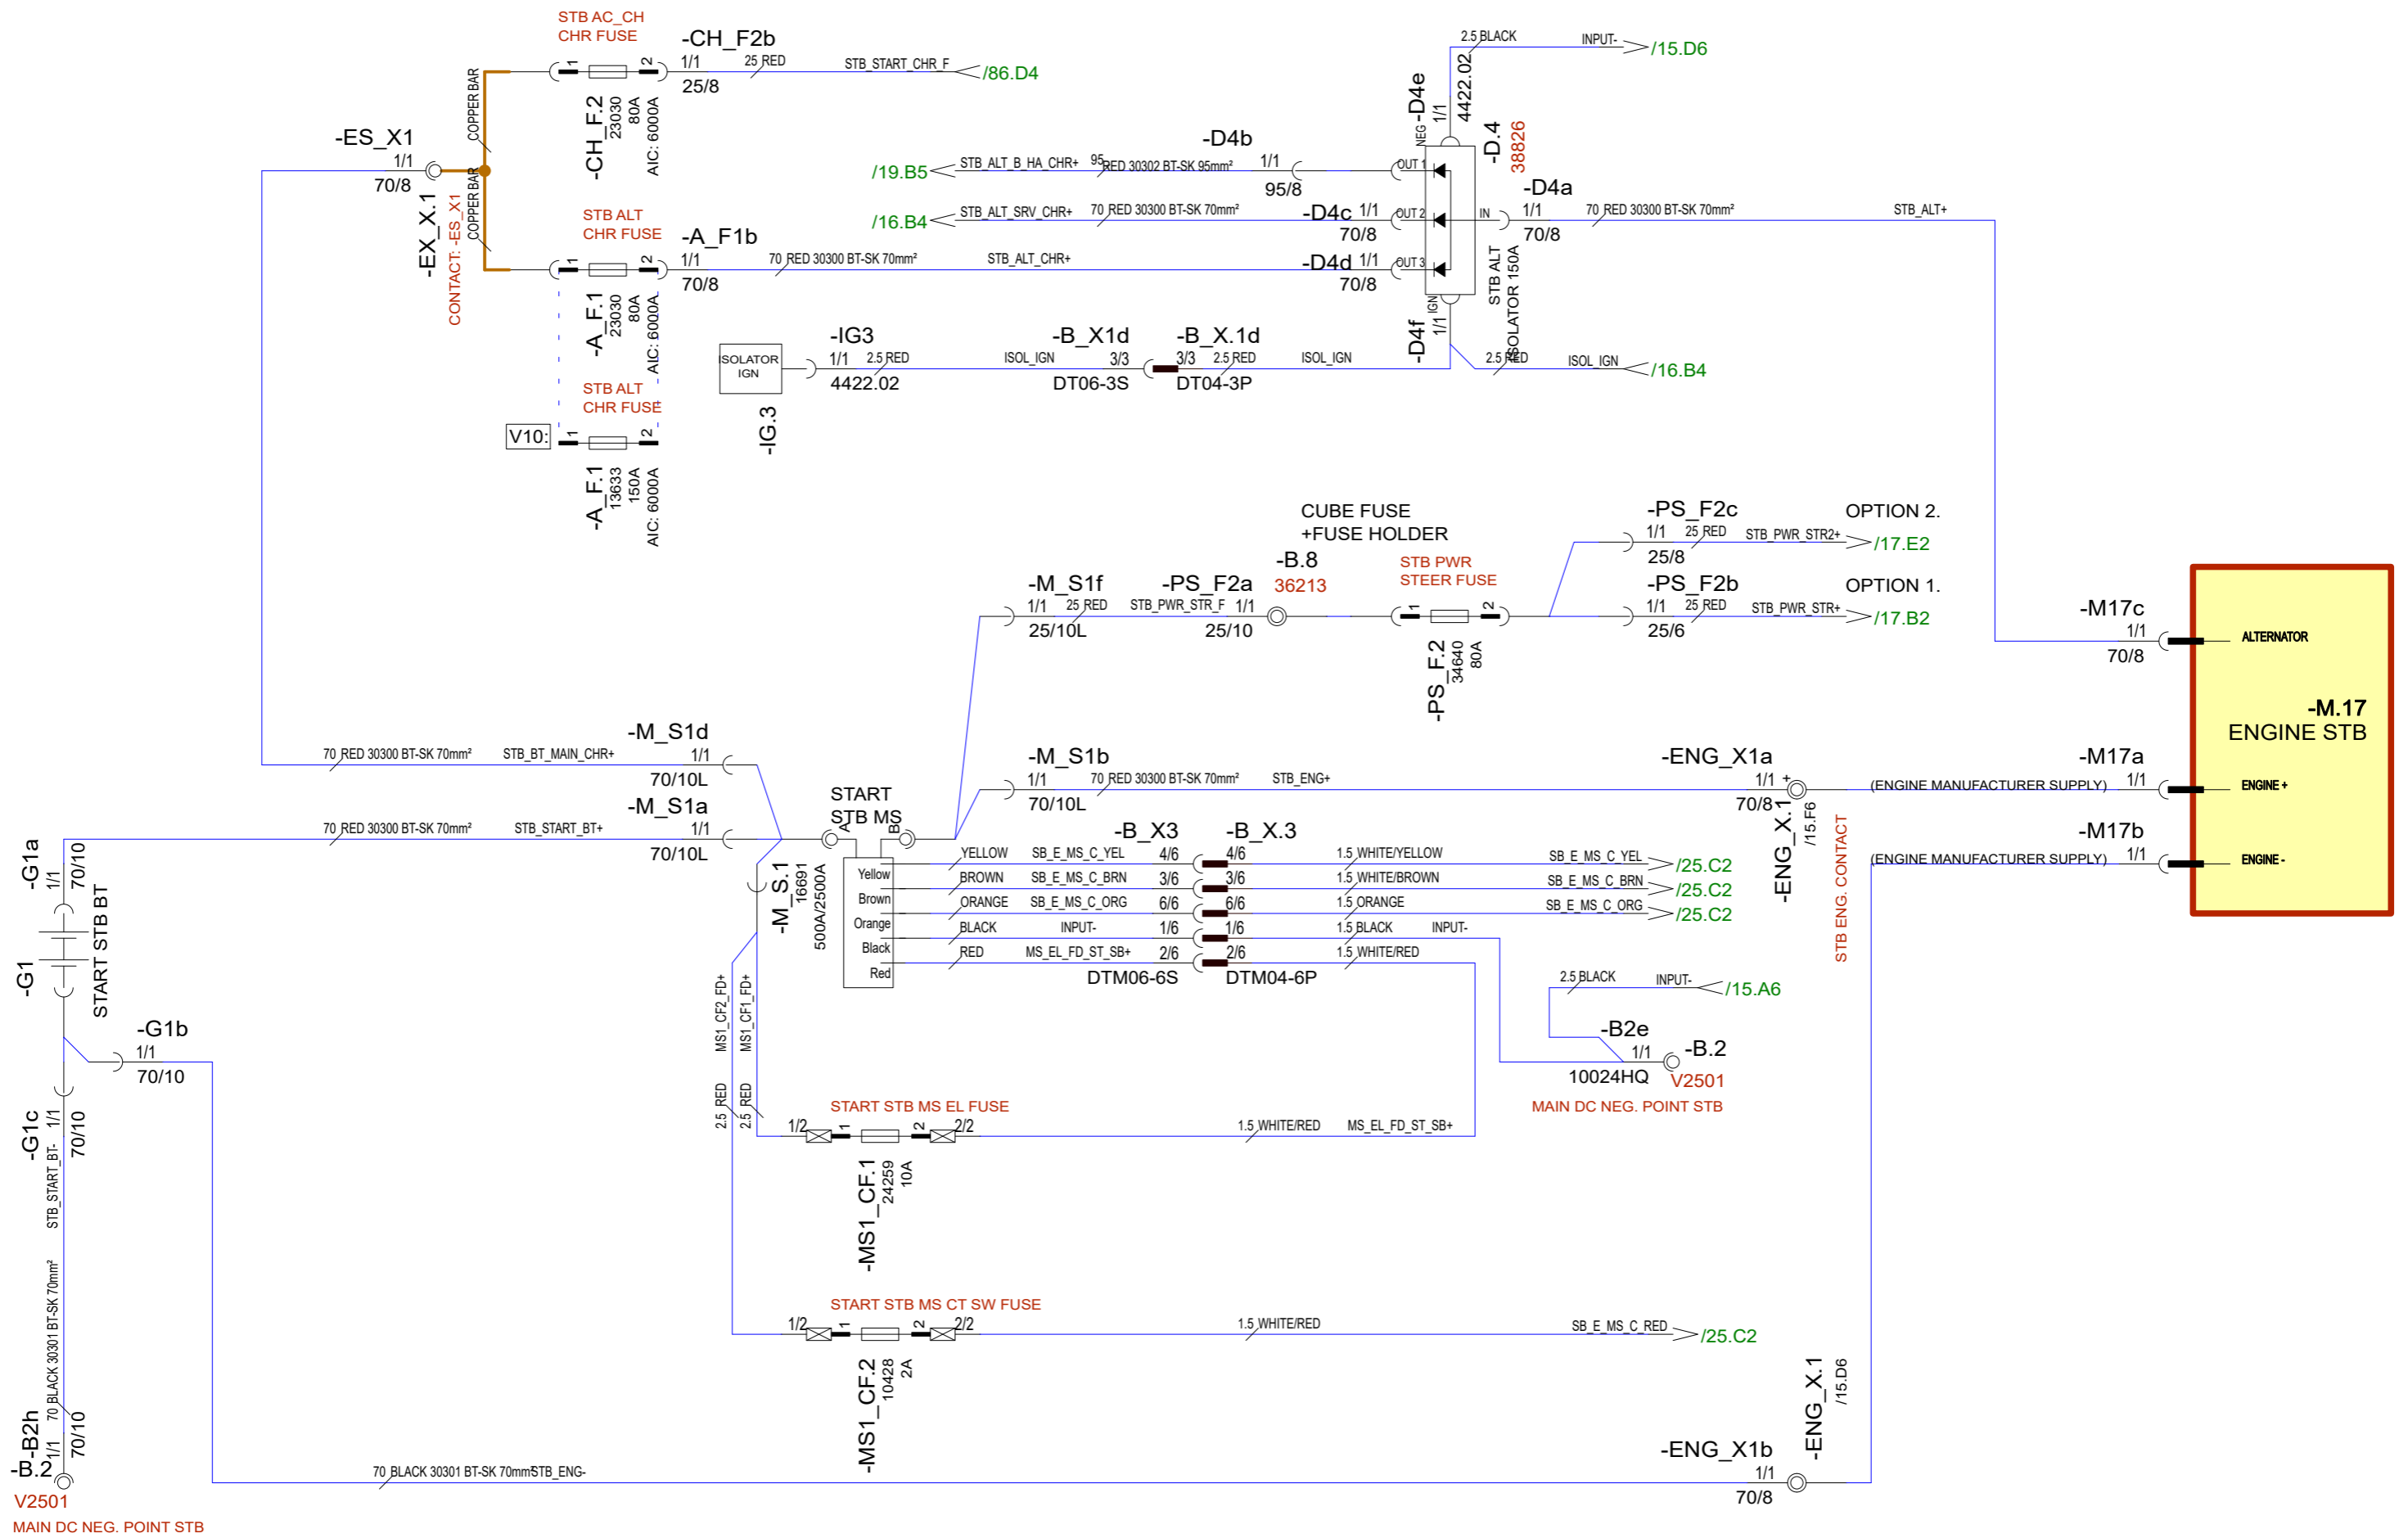 STB AC_CH
CHR FUSE
-CH_F2b
1/1
25 RED
STB_START_CHR_F
/86.D4
25/8
1
2
-CH_F.2
23030
80A
AIC: 6000A
COPPER BAR
COPPER BAR
-ES_X1
1/1
70/8
-EX_X.1
CONTACT: -ES_X1
STB ALT
CHR FUSE
-A_F1b
1/1
70/8
70 RED 30300 BT-SK 70mm²
STB_ALT_CHR+
1
2
-A_F.1
23030
80A
AIC: 6000A
STB ALT
CHR FUSE
V10:
1
2
-A_F.1
13633
150A
AIC: 6000A
2.5 BLACK
INPUT-
/15.D6
-D4e
1/1
4422.02
NEG
-D.4
38826
-D4b
/19.B5
STB_ALT_B_HA_CHR+
95 RED 30302 BT-SK 95mm²
1/1
95/8
OUT 1
/16.B4
STB_ALT_SRV_CHR+
70 RED 30300 BT-SK 70mm²
-D4c
1/1
70/8
OUT 2
IN
-D4a
1/1
70/8
70 RED 30300 BT-SK 70mm²
STB_ALT+
-D4d
1/1
70/8
OUT 3
STB ALT
ISOLATOR 150A
IGN
-D4f
1/1
ISOLATOR
IGN
-IG.3
-IG3
1/1
2.5 RED
4422.02
ISOL_IGN
-B_X1d
3/3
DT06-3S
-B_X.1d
3/3
2.5 RED
DT04-3P
ISOL_IGN
2.5 RED
ISOL_IGN
/16.B4
CUBE FUSE
+FUSE HOLDER
-B.8
36213
STB PWR
STEER FUSE
-M_S1f
1/1
25 RED
25/10L
STB_PWR_STR_F
-PS_F2a
1/1
25/10
1
2
-PS_F.2
34640
80A
-PS_F2c
OPTION 2.
1/1
25 RED
STB_PWR_STR2+
/17.E2
25/8
-PS_F2b
OPTION 1.
1/1
25 RED
STB_PWR_STR+
/17.B2
25/6
-M17c
1/1
70/8
ALTERNATOR
-M.17
ENGINE STB
-M17a
1/1
ENGINE +
-M17b
1/1
ENGINE -
(ENGINE MANUFACTURER SUPPLY)
(ENGINE MANUFACTURER SUPPLY)
70 RED 30300 BT-SK 70mm²
STB_BT_MAIN_CHR+
-M_S1d
1/1
70/10L
70 RED 30300 BT-SK 70mm²
STB_START_BT+
-M_S1a
1/1
70/10L
START
STB MS
A
B
-M_S.1
16691
500A/2500A
Yellow
Brown
Orange
Black
Red
-M_S1b
1/1
70 RED 30300 BT-SK 70mm²
STB_ENG+
70/10L
-ENG_X1a
1/1
+
70/8
-ENG_X.1
/15.F6
STB ENG. CONTACT
-B_X3
-B_X.3
YELLOW
SB_E_MS_C_YEL
4/6
4/6
1.5 WHITE/YELLOW
SB_E_MS_C_YEL
/25.C2
BROWN
SB_E_MS_C_BRN
3/6
3/6
1.5 WHITE/BROWN
SB_E_MS_C_BRN
/25.C2
ORANGE
SB_E_MS_C_ORG
6/6
6/6
1.5 ORANGE
SB_E_MS_C_ORG
/25.C2
BLACK
INPUT-
1/6
1/6
1.5 BLACK
INPUT-
RED
MS_EL_FD_ST_SB+
2/6
2/6
1.5 WHITE/RED
DTM06-6S
DTM04-6P
2.5 BLACK
INPUT-
/15.A6
-B2e
1/1
10024HQ
-B.2
V2501
MAIN DC NEG. POINT STB
-G1a
1/1
70/10
-G1
START STB BT
-G1b
1/1
70/10
-G1c
1/1
70/10
STB_START_BT-
70 BLACK 30301 BT-SK 70mm²
-B2h
1/1
70/10
-B.2
V2501
MAIN DC NEG. POINT STB
MS1_CF2_FD+
MS1_CF1_FD+
2.5 RED
2.5 RED
START STB MS EL FUSE
1/2
1
2
2/2
1.5 WHITE/RED
MS_EL_FD_ST_SB+
-MS1_CF.1
24259
10A
START STB MS CT SW FUSE
1/2
1
2
2/2
1.5 WHITE/RED
SB_E_MS_C_RED
/25.C2
-MS1_CF.2
10428
2A
70 BLACK 30301 BT-SK 70mm²
STB_ENG-
-ENG_X1b
1/1
70/8
-ENG_X.1
/15.D6